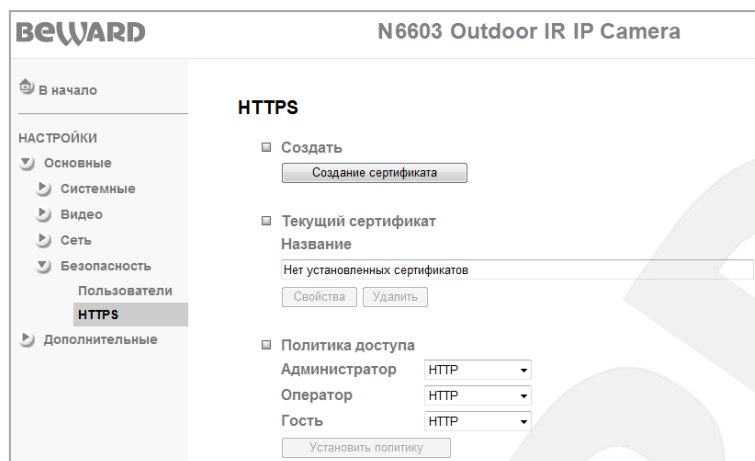 BEWARD
N6603 Outdoor IR IP Camera
В начало
НАСТРОЙКИ
Основные
Системные
Видео
Сеть
Безопасность
Пользователи
HTTPS
Дополнительные
HTTPS
Создать
Создание сертификата
Текущий сертификат
Название
Нет установленных сертификатов
Свойства Удалить
Политика доступа
Администратор HTTP
Оператор HTTP
Гость HTTP
Установить политику